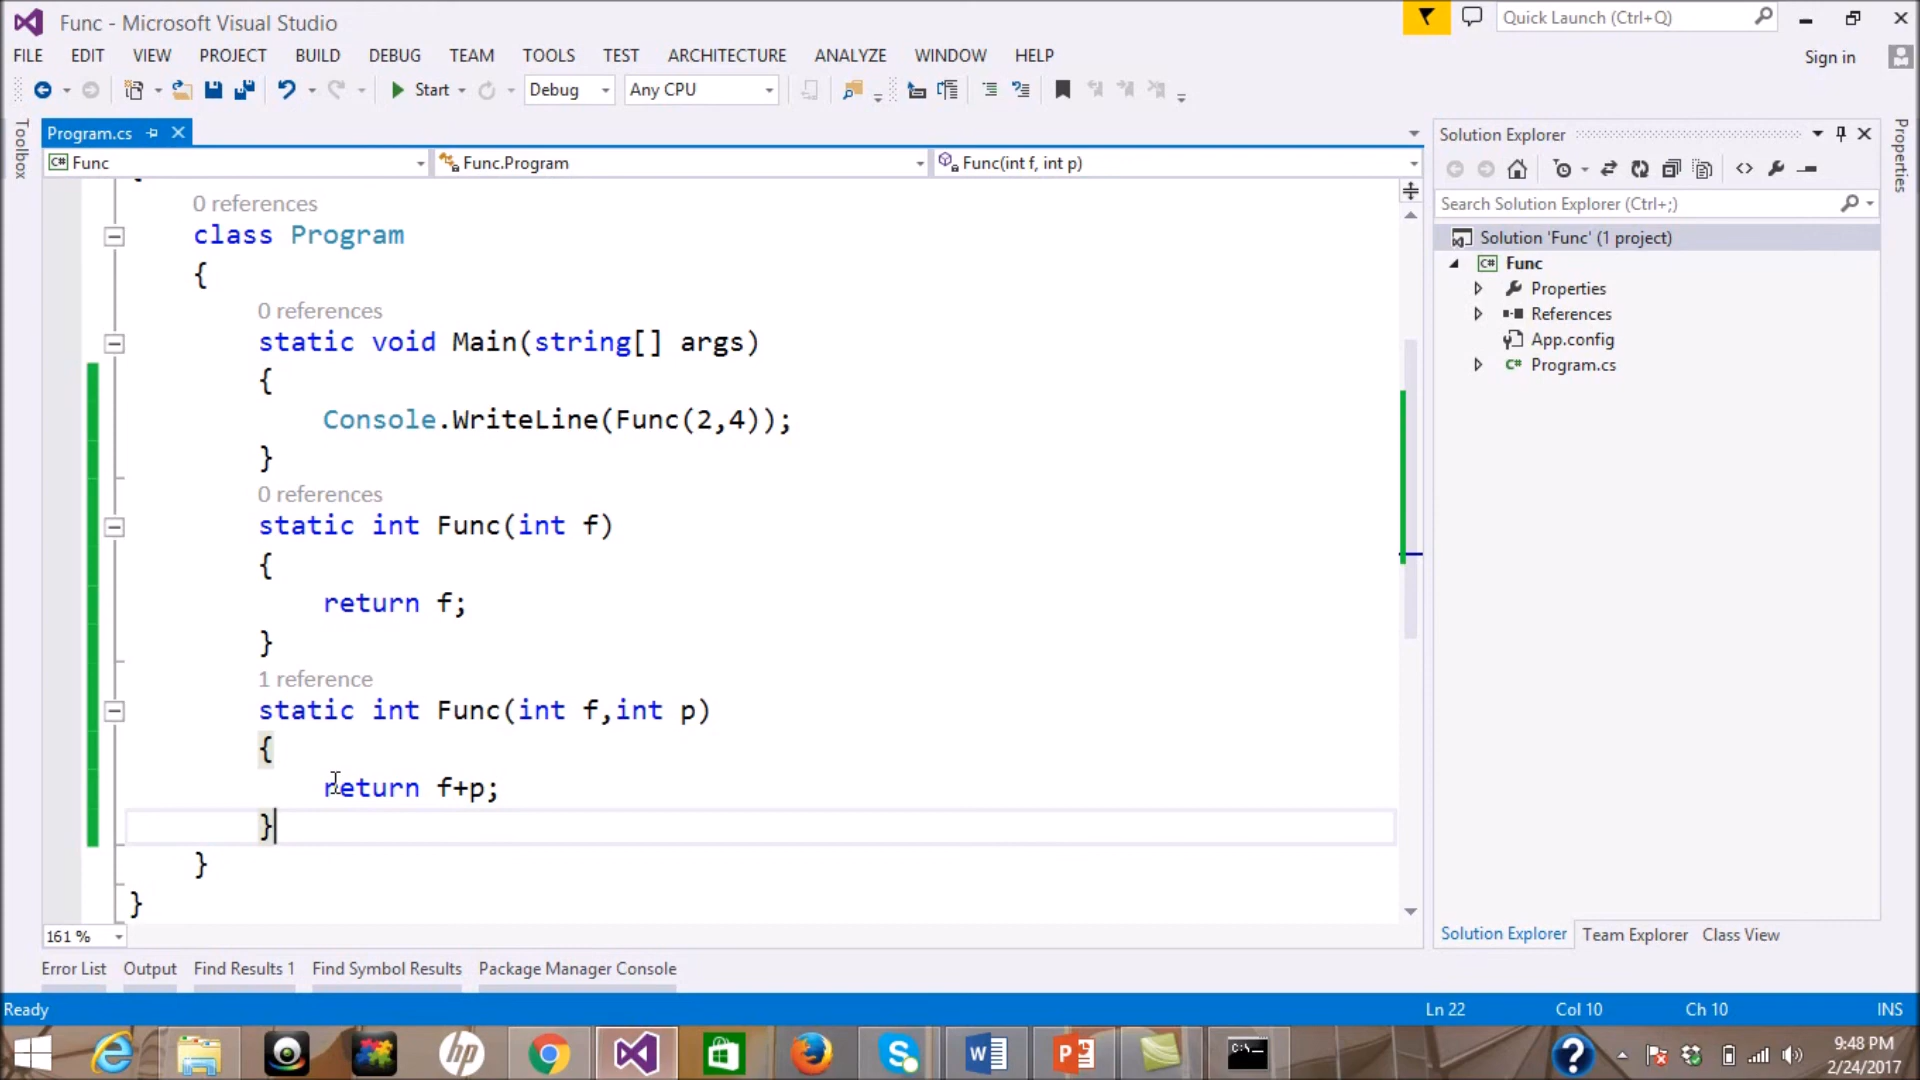 Func - Microsoft Visual Studio
Quick Launch (Ctrl+Q)
FILE EDIT VIEW PROJECT BUILD DEBUG TEAM TOOLS TEST ARCHITECTURE ANALYZE WINDOW HELP
Sign in
Start Debug Any CPU
Toolbox
Program.cs
C# Func
Func.Program
Func(int f, int p)
0 references
class Program
{
0 references
static void Main(string[] args)
{
Console.WriteLine(Func(2,4));
}
0 references
static int Func(int f)
{
return f;
}
1 reference
static int Func(int f,int p)
{
return f+p;
}
}
}
161 %
Solution Explorer
Search Solution Explorer (Ctrl+;)
Solution 'Func' (1 project)
C# Func
Properties
References
App.config
C# Program.cs
Solution Explorer Team Explorer Class View
Properties
Error List Output Find Results 1 Find Symbol Results Package Manager Console
Ready
Ln 22 Col 10 Ch 10 INS
hp
C:\.
9:48 PM
2/24/2017